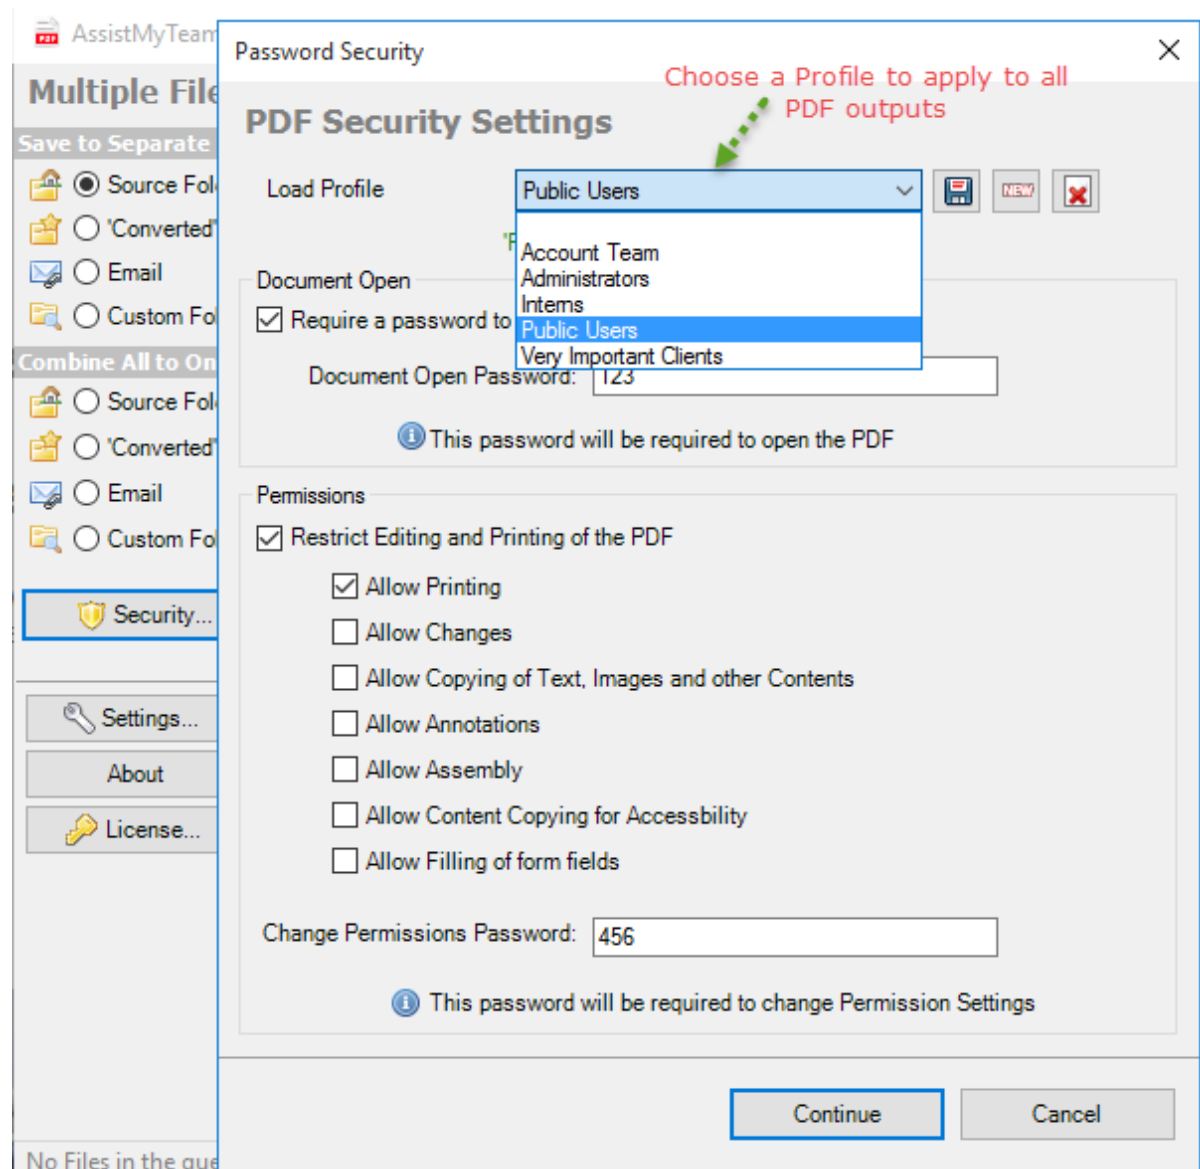 AssistMyTeam
Password Security
Choose a Profile to apply to all
PDF outputs
Multiple File
PDF Security Settings
Save to Separate
Load Profile
Public Users
NEW
Source Fol
'Converted'
Account Team
Administrators
Interns
Public Users
Very Important Clients
Email
Custom Fol
Document Open
Require a password to
Document Open Password: 123
This password will be required to open the PDF
Combine All to On
Source Fol
'Converted'
Email
Custom Fol
Permissions
Restrict Editing and Printing of the PDF
Allow Printing
Allow Changes
Allow Copying of Text, Images and other Contents
Allow Annotations
Allow Assembly
Allow Content Copying for Accessbility
Allow Filling of form fields
Security...
Settings...
About
License...
Change Permissions Password: 456
This password will be required to change Permission Settings
Continue
Cancel
No Files in the que